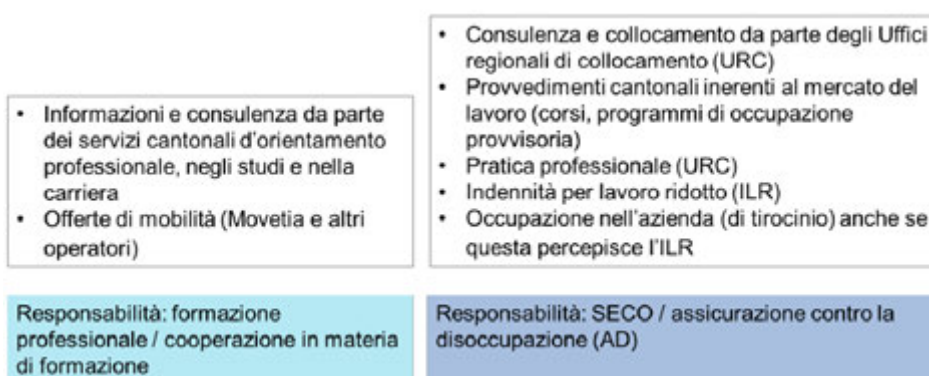 • Informazioni e consulenza da parte
dei servizi cantonali d'orientamento
professionale, negli studi e nella
carriera
• Offerte di mobilità (Movetia e altri
operatori)
• Consulenza e collocamento da parte degli Uffici
regionali di collocamento (URC)
• Provvedimenti cantonali inerenti al mercato del
lavoro (corsi, programmi di occupazione
provvisoria)
• Pratica professionale (URC)
• Indennità per lavoro ridotto (ILR)
• Occupazione nell'azienda (di tirocinio) anche se
questa percepisce l'ILR
Responsabilità: formazione
professionale / cooperazione in materia
di formazione
Responsabilità: SECO / assicurazione contro la
disoccupazione (AD)